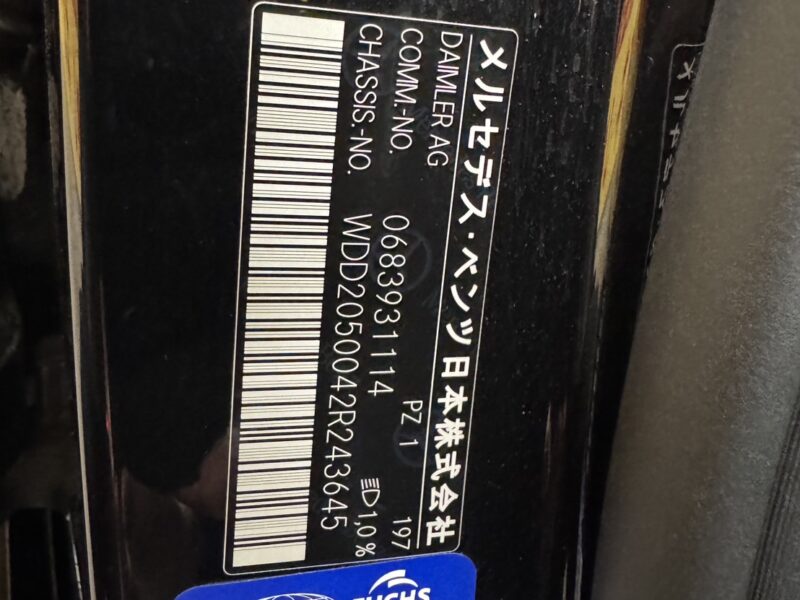 メルセデス・ベンツ日本株式会社
DAIMLER AG 197
COMM.-NO. 0683931114 PZ 1 1,0%
CHASSIS.-NO. WDD2050042R243645
FUCHS